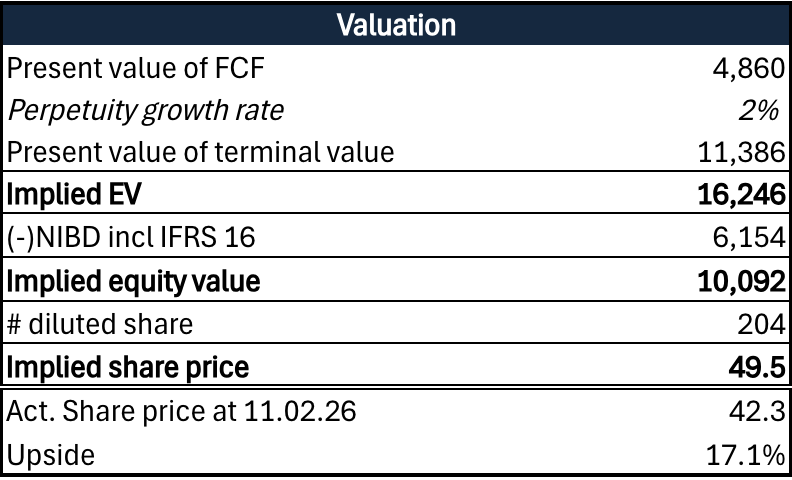 Valuation
Present value of FCF 4,860
Perpetuity growth rate 2%
Present value of terminal value 11,386
Implied EV 16,246
(-)NIBD incl IFRS 16 6,154
Implied equity value 10,092
# diluted share 204
Implied share price 49.5
Act. Share price at 11.02.26 42.3
Upside 17.1%